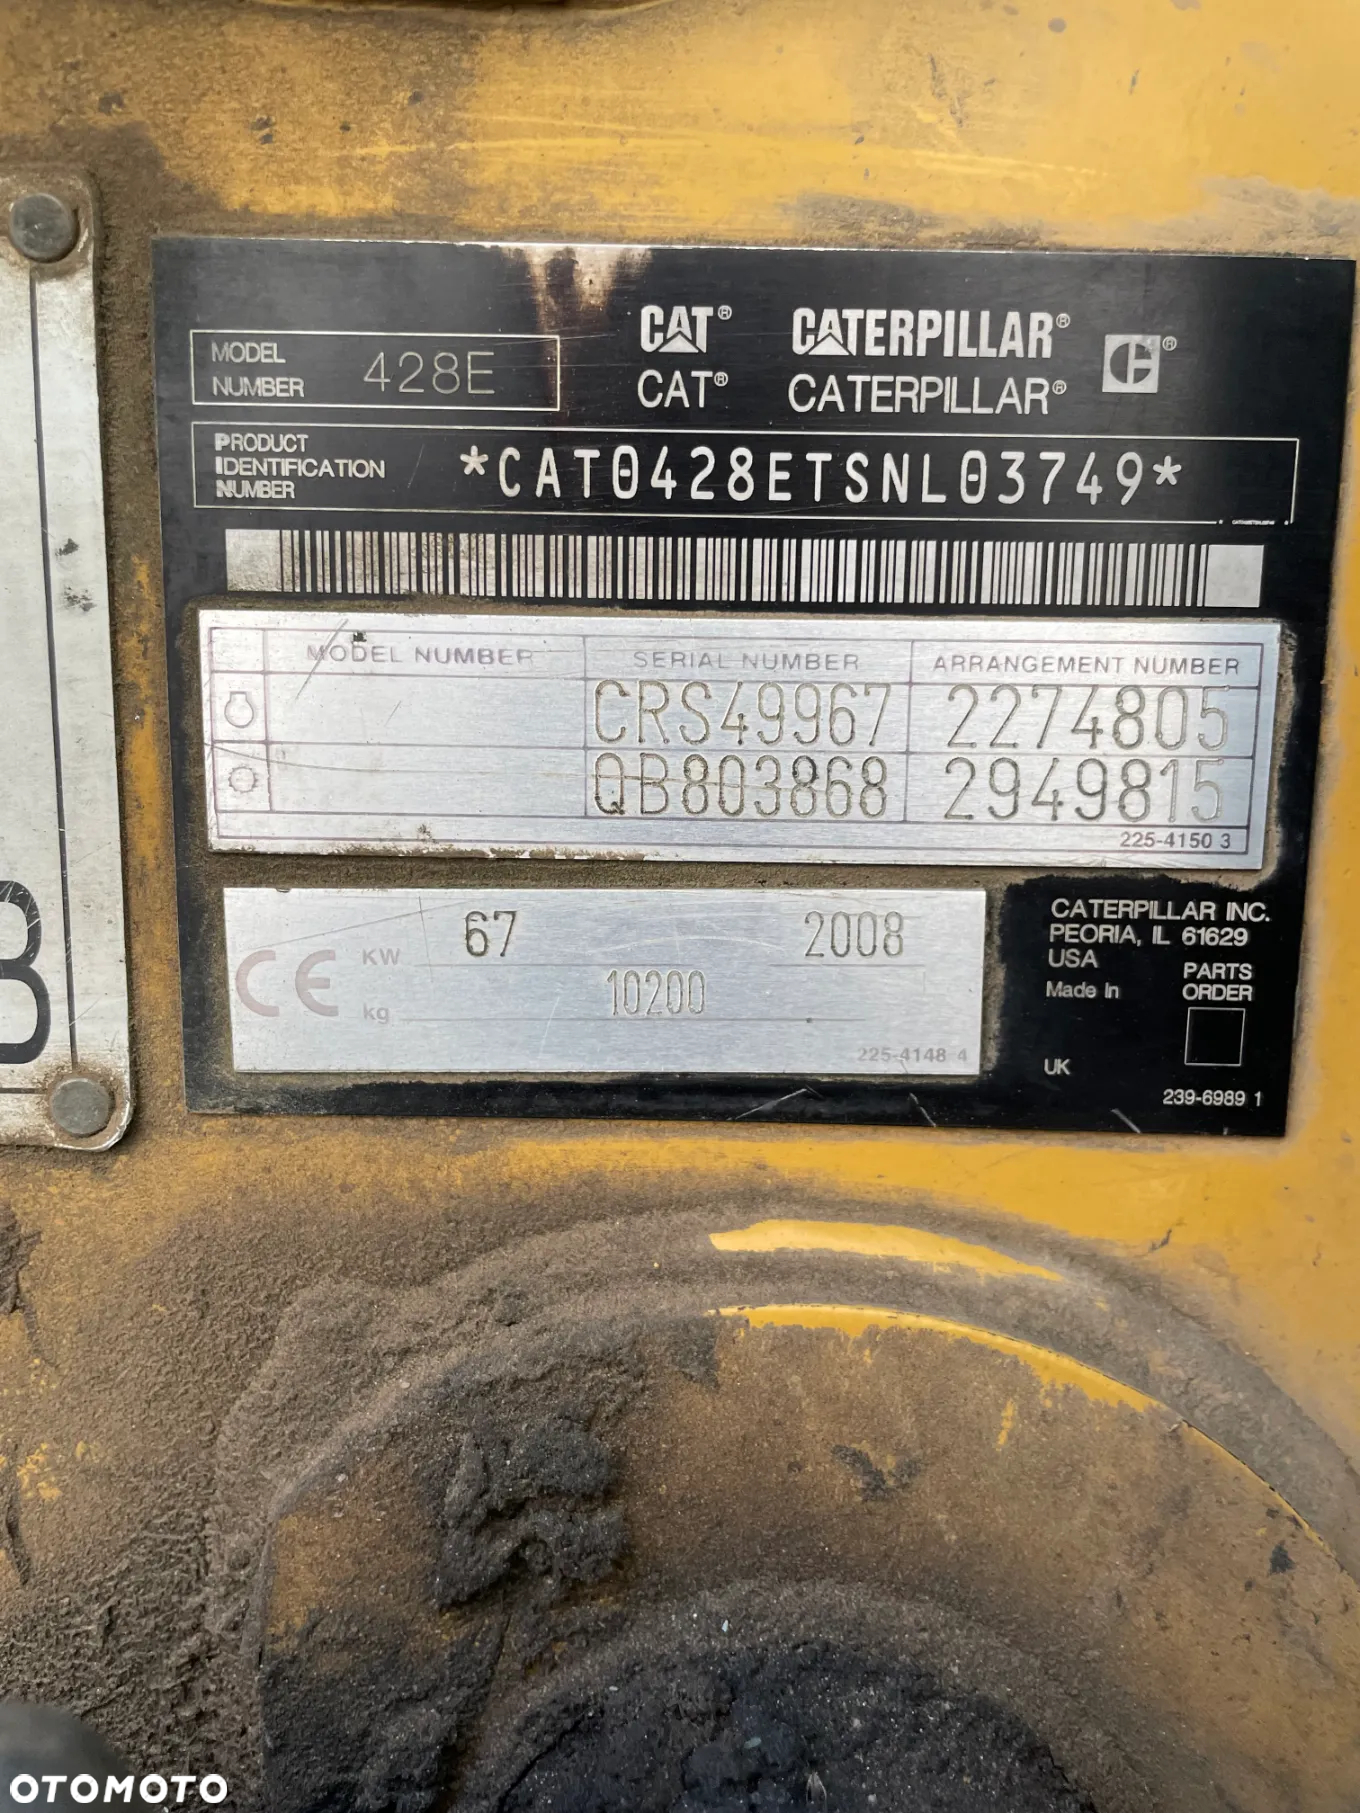 CAT® CATERPILLAR® ®
MODEL
NUMBER 428E
CAT® CATERPILLAR®
PRODUCT
IDENTIFICATION
NUMBER
*CAT0428ETSNL03749*
MODEL NUMBER SERIAL NUMBER ARRANGEMENT NUMBER
CRS49967 2274805
QB803868 2949815
225-4150 3
CE KW 67 2008
kg 10200
225-4148 4
CATERPILLAR INC.
PEORIA, IL 61629
USA
PARTS
ORDER
Made In
UK
239-6989 1
OTOMOTO